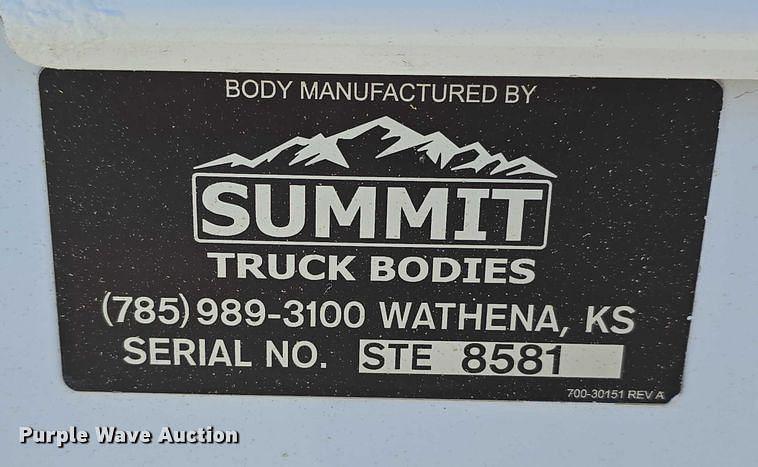 BODY MANUFACTURED BY
SUMMIT
TRUCK BODIES
(785) 989-3100 WATHENA, KS
SERIAL NO. STE 8581
700-30151 REV A
Purple Wave Auction